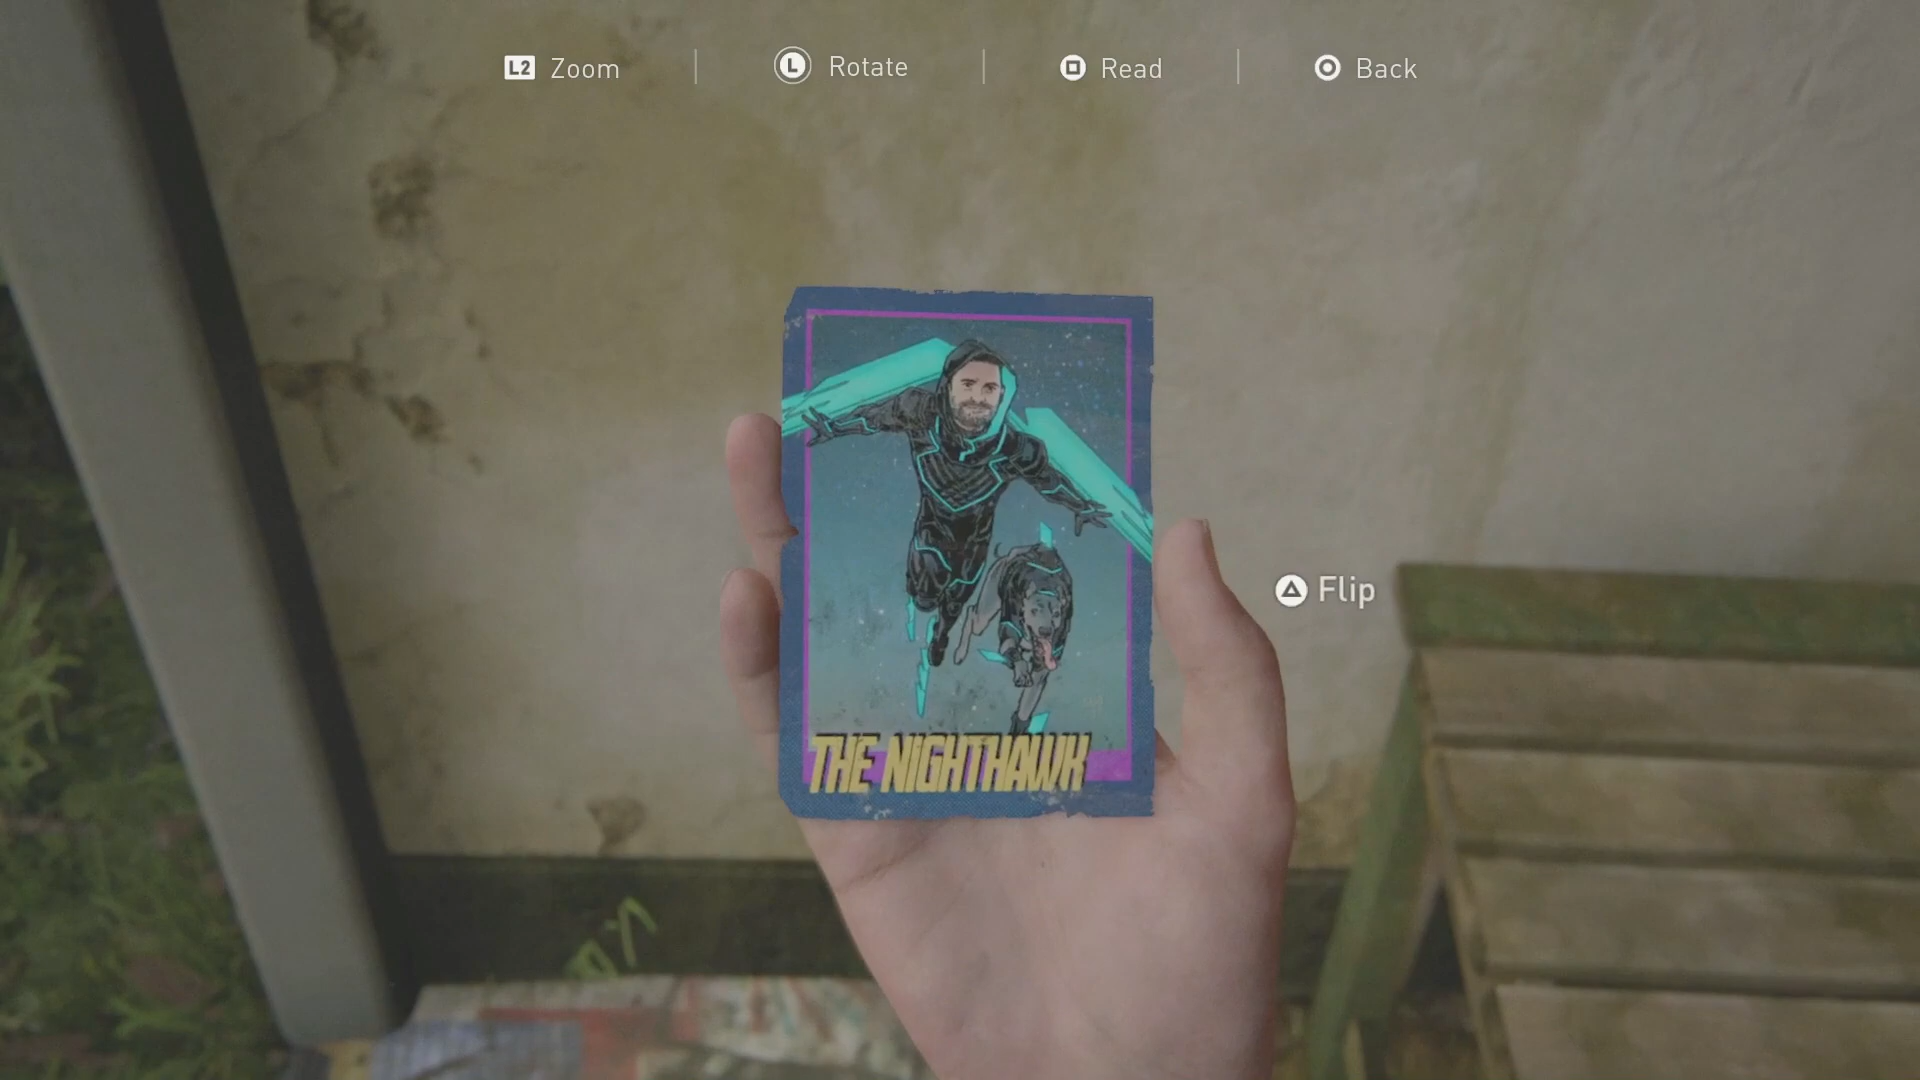 L2 Zoom
L Rotate
Read
Back
Flip
THE NIGHTHAWK